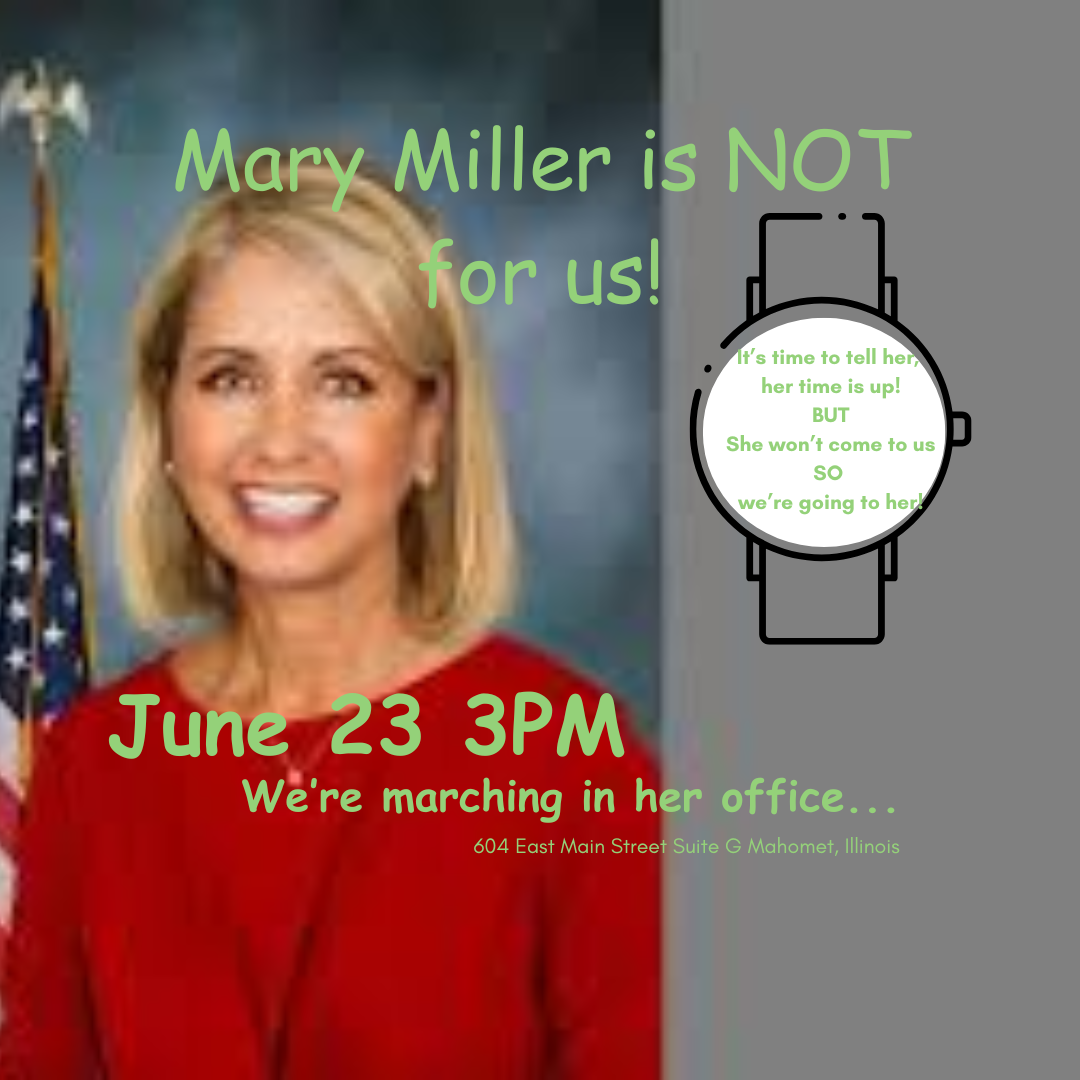 Mary Miller is NOT
for us!
It's time to tell her,
her time is up!
BUT
She won't come to us
SO
we're going to her!
June 23 3PM
We're marching in her office...
604 East Main Street Suite G Mahomet, Illinois